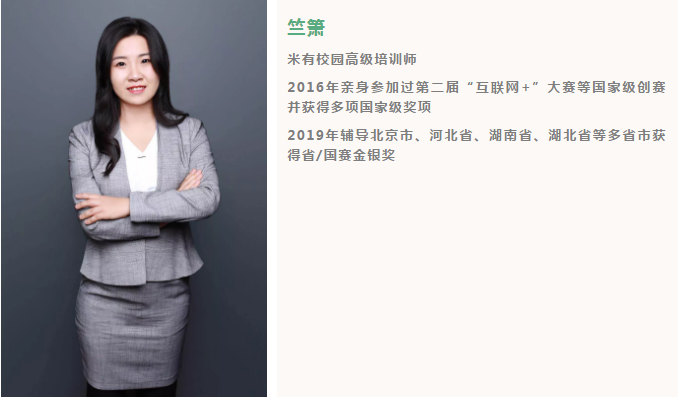 竺箫
米有校园高级培训师
2016年亲身参加过第二届“互联网+”大赛等国家级创赛
并获得多项国家级奖项
2019年辅导北京市、河北省、湖南省、湖北省等多省市获
得省/国赛金银奖